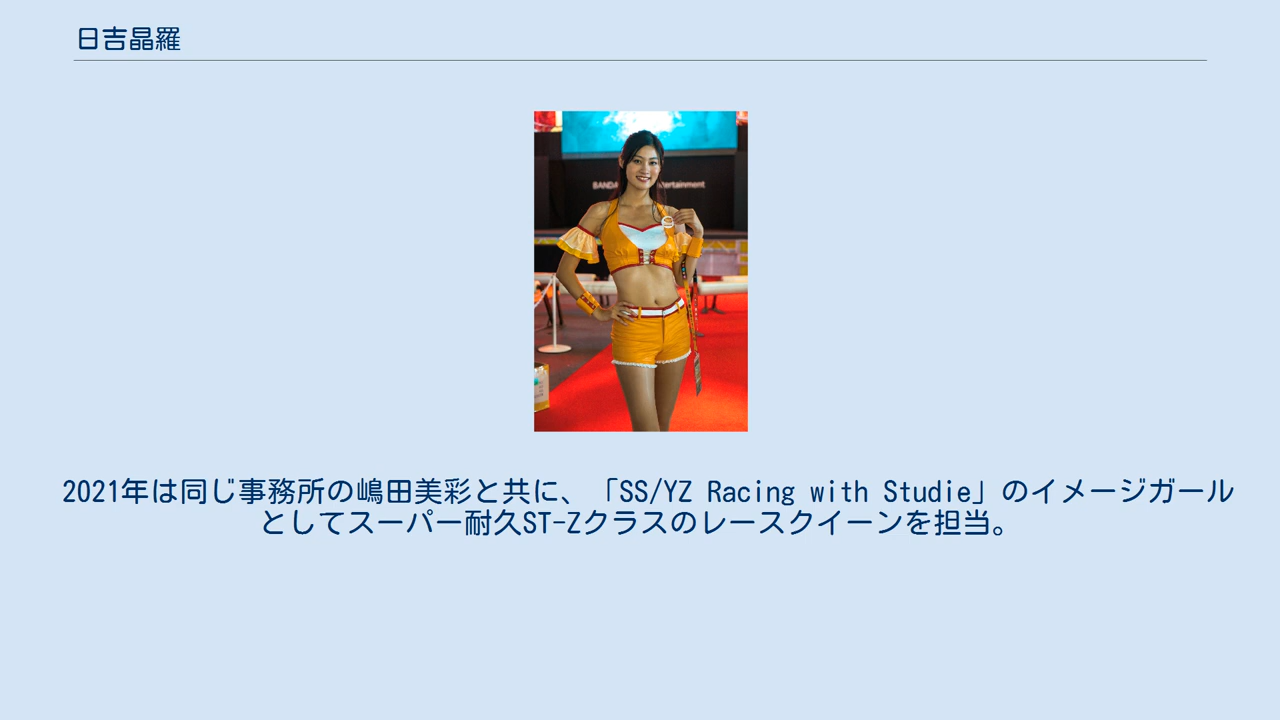 日吉晶羅
BANDA
tertainment
2021年は同じ事務所の嶋田美彩と共に、「SS/YZ Racing with Studie」のイメージガール
としてスーパー耐久ST-Zクラスのレースクイーンを担当。